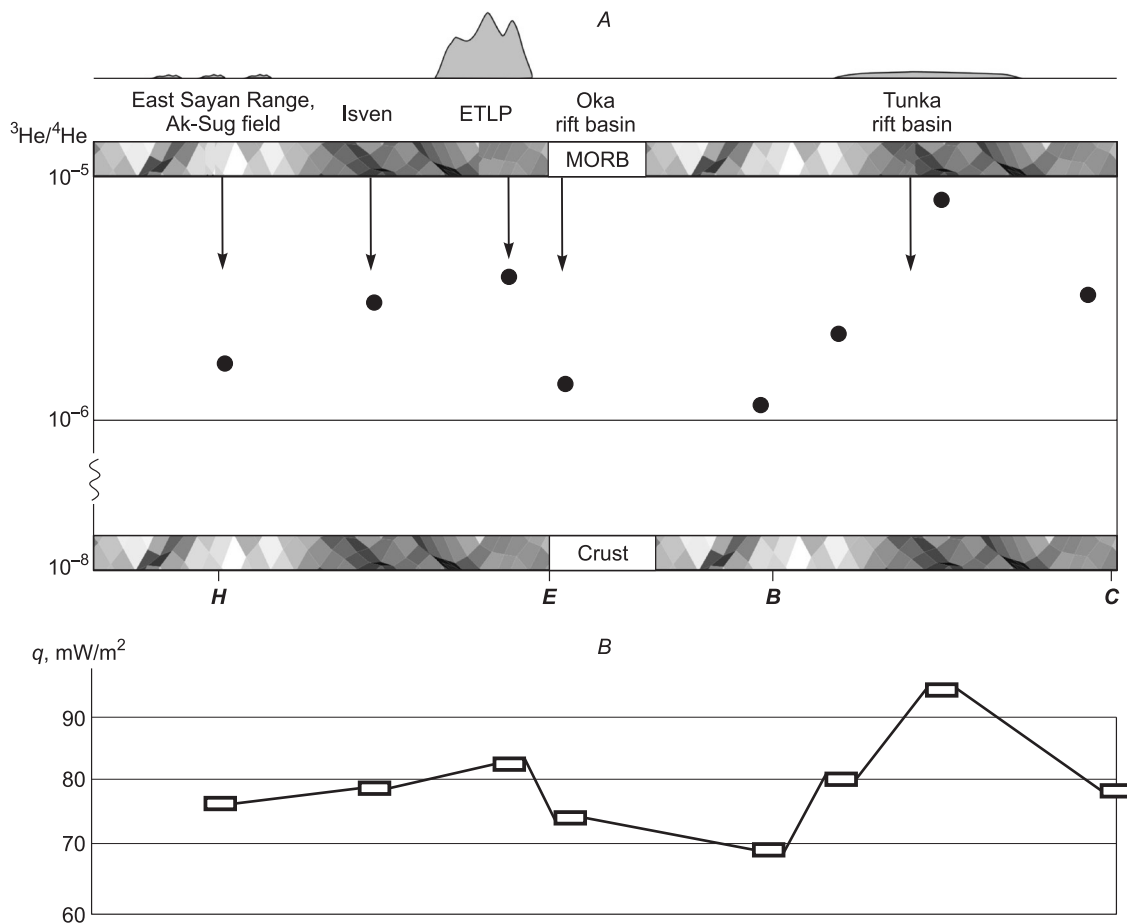 A
East Sayan Range,
Ak-Sug field
Isven
ETLP
Oka
rift basin
Tunka
rift basin
³He/⁴He
MORB
10⁻⁵
10⁻⁶
Crust
10⁻⁸
H
E
B
C
q, mW/m²
B
90
80
70
60